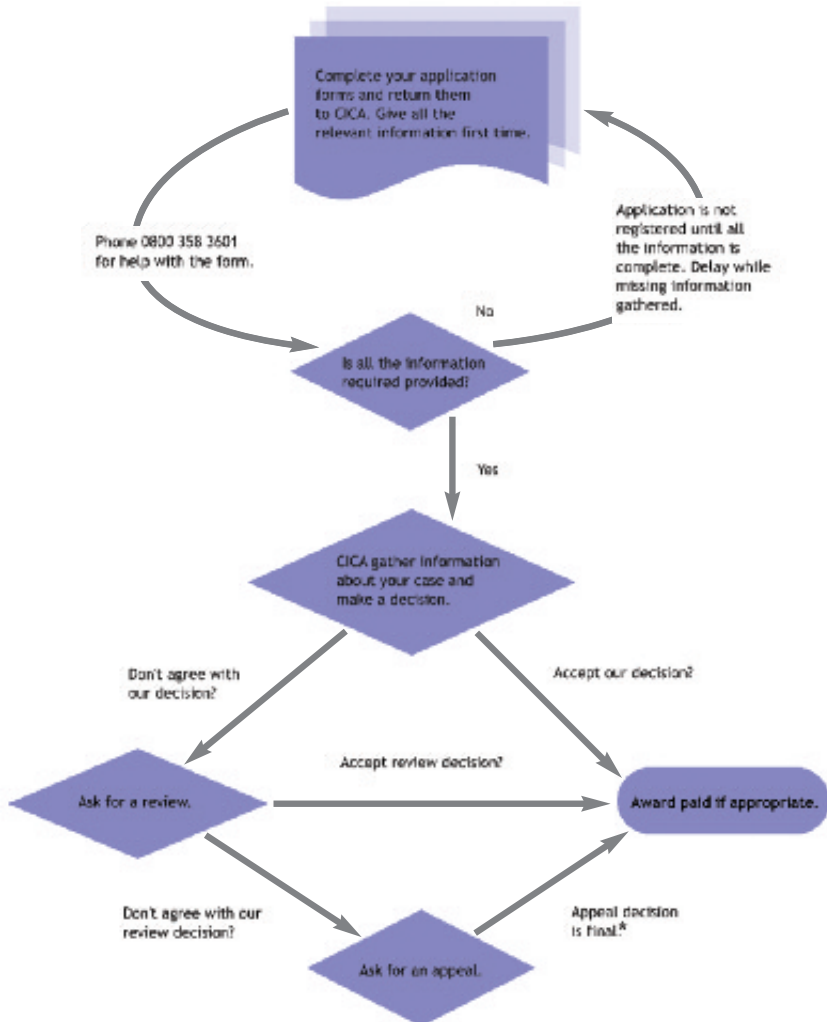 Complete your application
forms and return them
to CICA. Give all the
relevant information first time.
Phone 0800 358 3601
for help with the form.
Application is not
registered until all
the information is
complete. Delay while
missing information
gathered.
No
Is all the information
required provided?
Yes
CICA gather information
about your case and
make a decision.
Don't agree with
our decision?
Accept our decision?
Accept review decision?
Ask for a review.
Award paid if appropriate.
Don't agree with our
review decision?
Appeal decision
is final.*
Ask for an appeal.